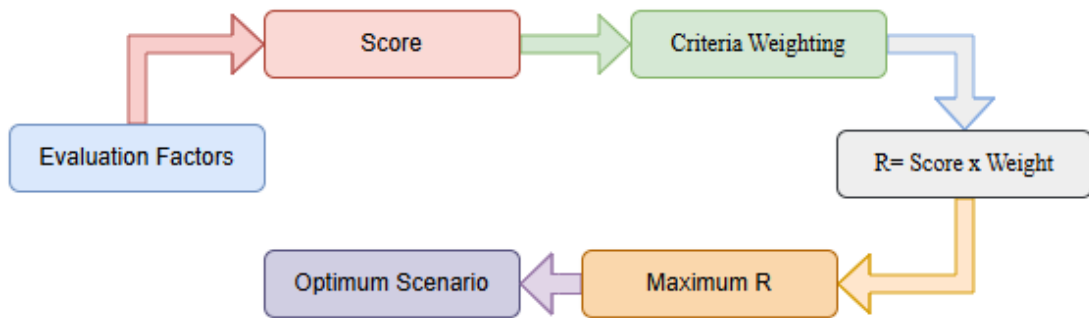 Score
Criteria Weighting
Evaluation Factors
R= Score x Weight
Maximum R
Optimum Scenario